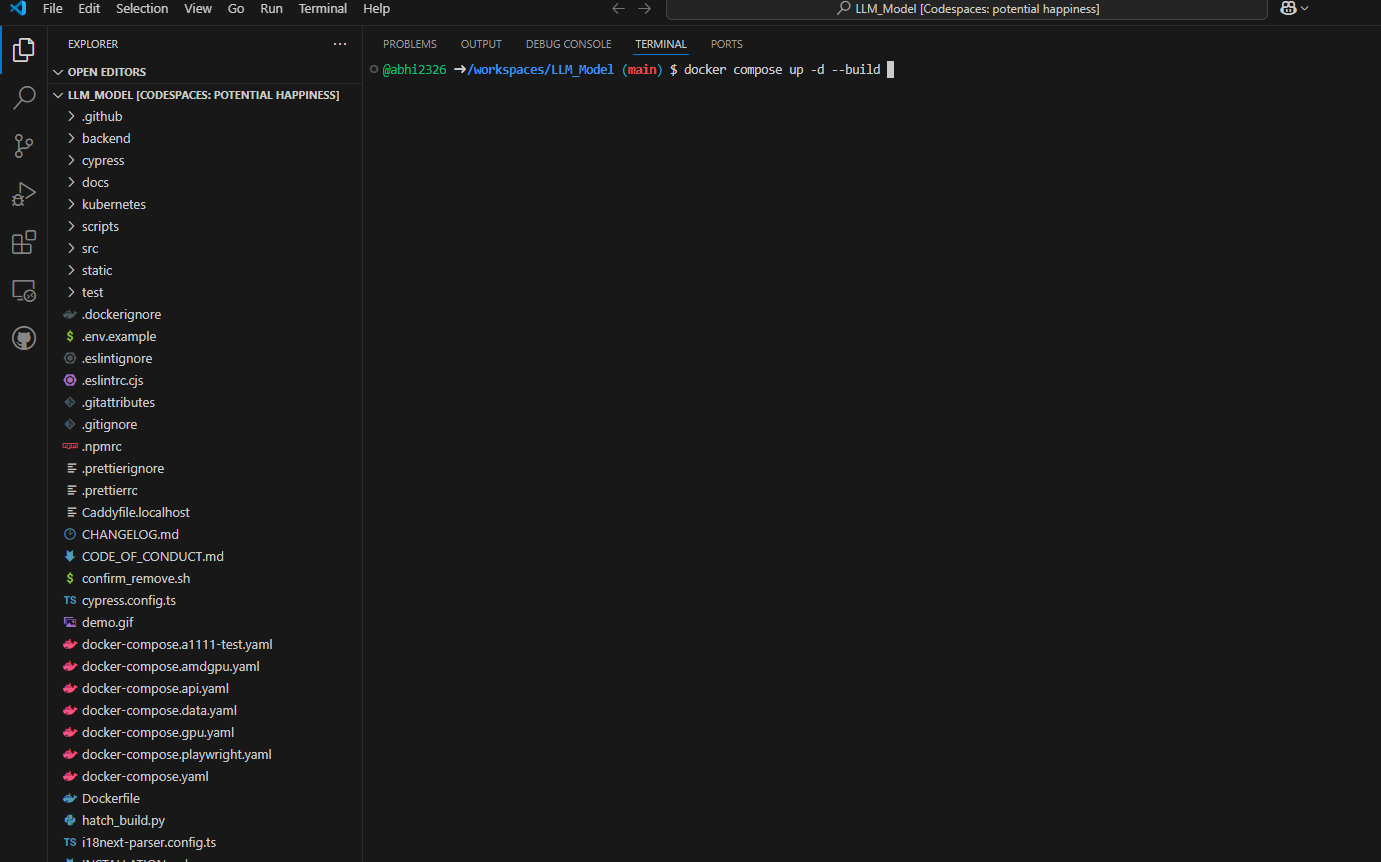 File Edit Selection View Go Run Terminal Help
LLM_Model [Codespaces: potential happiness]
EXPLORER
OPEN EDITORS
LLM_MODEL [CODESPACES: POTENTIAL HAPPINESS]
.github
backend
cypress
docs
kubernetes
scripts
src
static
test
.dockerignore
$ .env.example
.eslintignore
.eslintrc.cjs
.gitattributes
.gitignore
.npmrc
.prettierignore
.prettierrc
Caddyfile.localhost
CHANGELOG.md
CODE_OF_CONDUCT.md
$ confirm_remove.sh
TS cypress.config.ts
demo.gif
docker-compose.a1111-test.yaml
docker-compose.amdgpu.yaml
docker-compose.api.yaml
docker-compose.data.yaml
docker-compose.gpu.yaml
docker-compose.playwright.yaml
docker-compose.yaml
Dockerfile
hatch_build.py
TS i18next-parser.config.ts
PROBLEMS OUTPUT DEBUG CONSOLE TERMINAL PORTS
@abhi2326 ➜/workspaces/LLM_Model (main) $ docker compose up -d --build